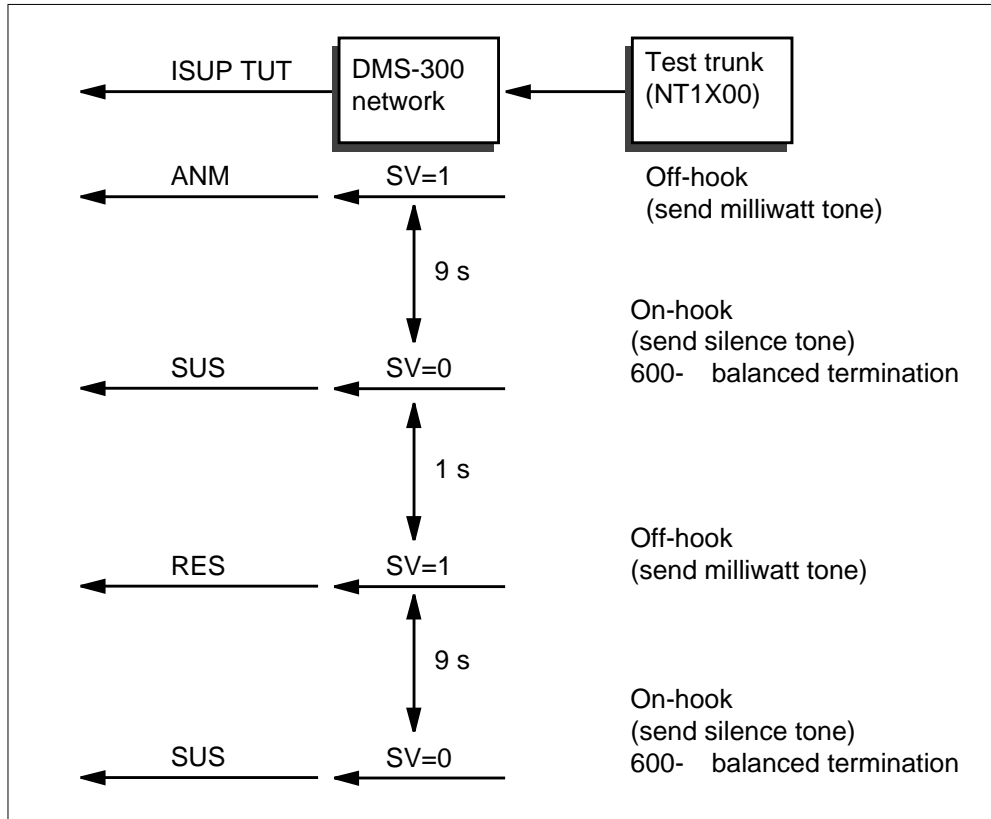 ISUP TUT
DMS-300
network
Test trunk
(NT1X00)
ANM
SV=1
Off-hook
(send milliwatt tone)
9 s
On-hook
(send silence tone)
600- balanced termination
SUS
SV=0
1 s
Off-hook
(send milliwatt tone)
RES
SV=1
9 s
On-hook
(send silence tone)
600- balanced termination
SUS
SV=0